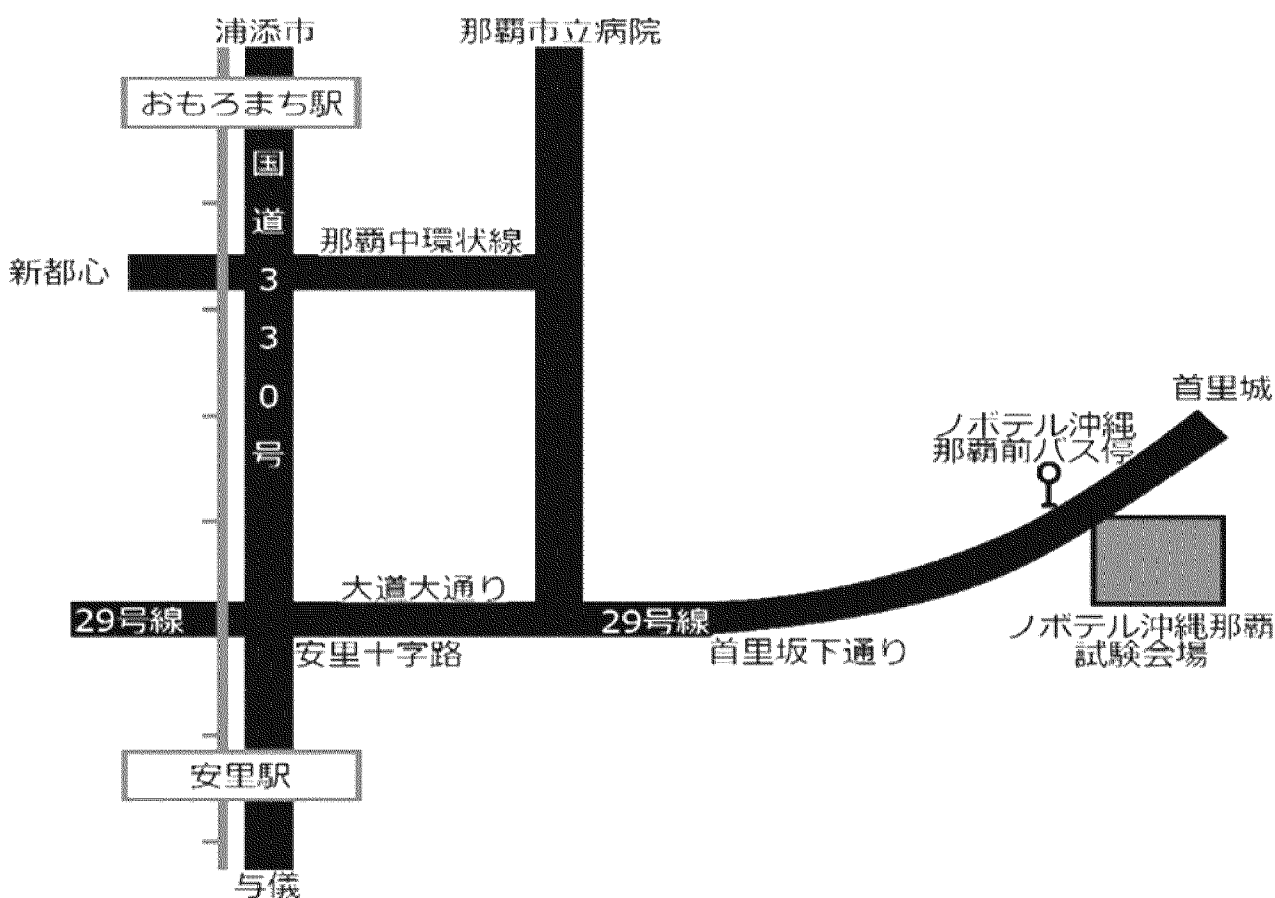 浦添市
那覇市立病院
おもろまち駅
国道330号
那覇中環状線
新都心
首里城
ノボテル沖縄
那覇前バス停
大道大通り
29号線
29号線
安里十字路
首里坂下通り
ノボテル沖縄那覇
試験会場
安里駅
与儀